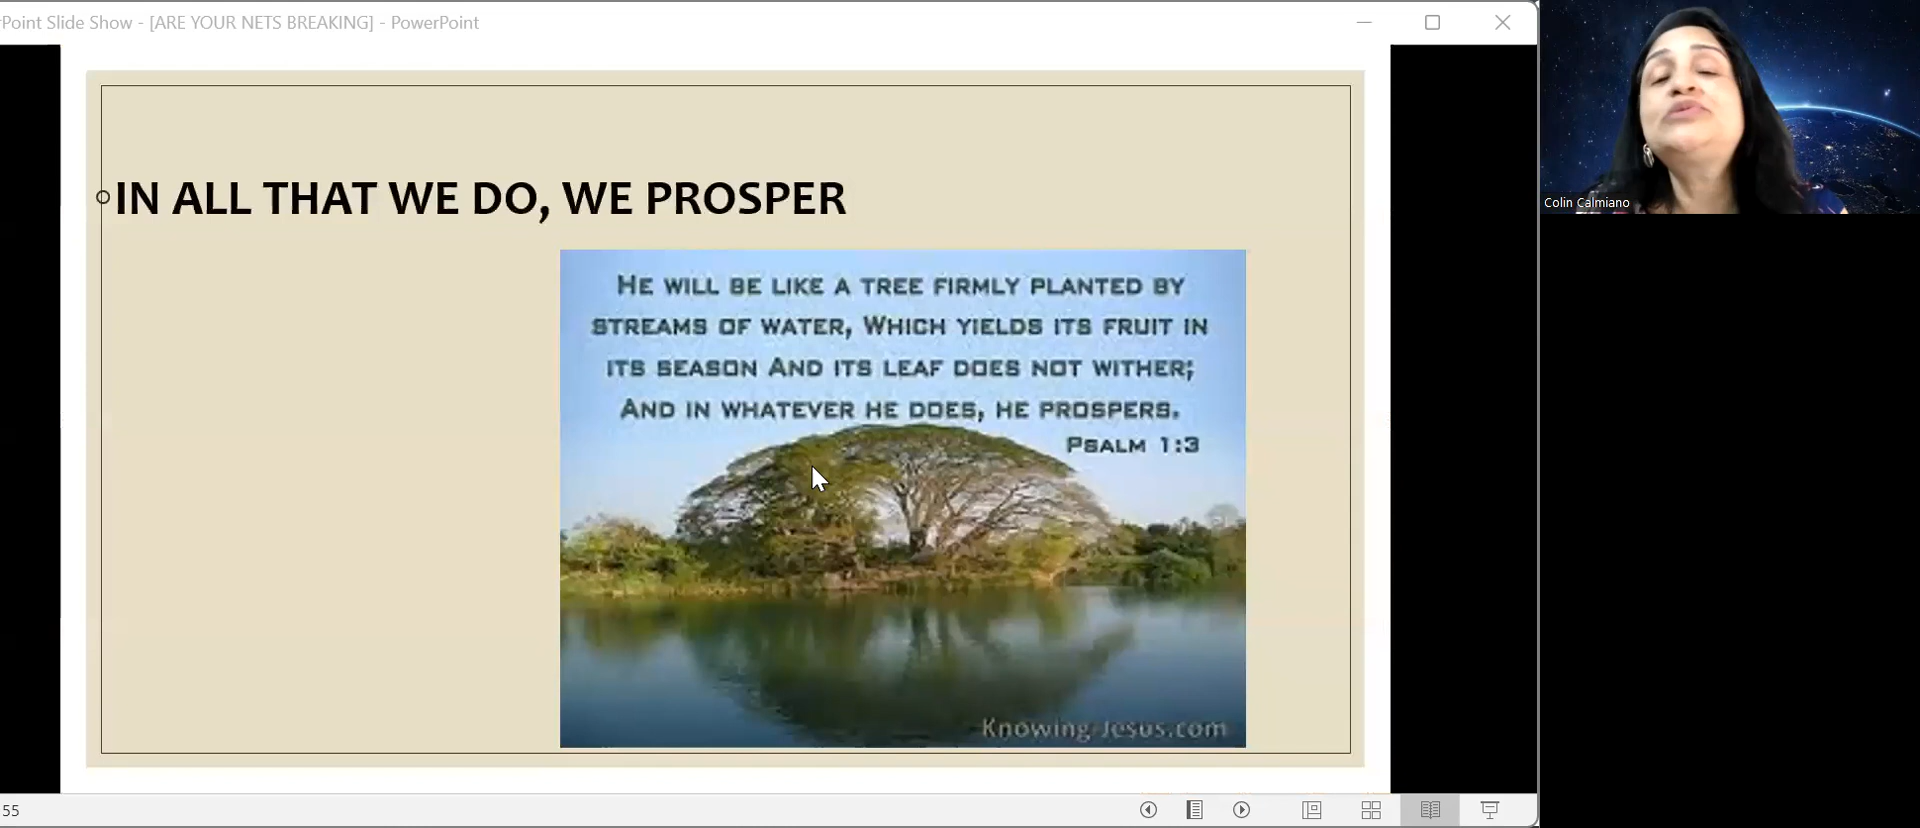 Point Slide Show - [ARE YOUR NETS BREAKING] - PowerPoint
IN ALL THAT WE DO, WE PROSPER
HE WILL BE LIKE A TREE FIRMLY PLANTED BY
STREAMS OF WATER, WHICH YIELDS ITS FRUIT IN
ITS SEASON AND ITS LEAF DOES NOT WITHER;
AND IN WHATEVER HE DOES, HE PROSPERS.
PSALM 1:3
Knowing-Jesus.com
Colin Calmiano
55